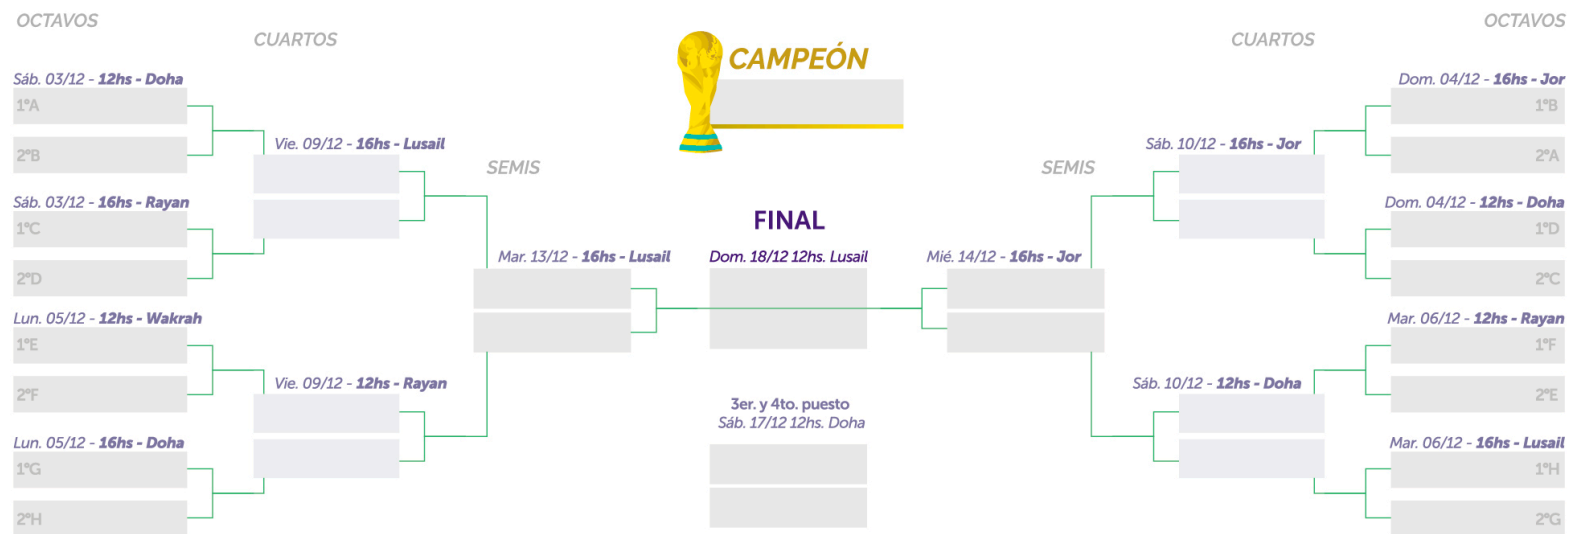 OCTAVOS
CUARTOS
Sáb. 03/12 - 12hs - Doha
1°A
2°B
Vie. 09/12 - 16hs - Lusail
Sáb. 03/12 - 16hs - Rayan
1°C
2°D
Lun. 05/12 - 12hs - Wakrah
1°E
2°F
Vie. 09/12 - 12hs - Rayan
Lun. 05/12 - 16hs - Doha
1°G
2°H
SEMIS
Mar. 13/12 - 16hs - Lusail
CAMPEÓN
FINAL
Dom. 18/12 12hs. Lusail
3er. y 4to. puesto
Sáb. 17/12 12hs. Doha
SEMIS
Mié. 14/12 - 16hs - Jor
CUARTOS
Sáb. 10/12 - 16hs - Jor
Sáb. 10/12 - 12hs - Doha
OCTAVOS
Dom. 04/12 - 16hs - Jor
1°B
2°A
Dom. 04/12 - 12hs - Doha
1°D
2°C
Mar. 06/12 - 12hs - Rayan
1°F
2°E
Mar. 06/12 - 16hs - Lusail
1°H
2°G